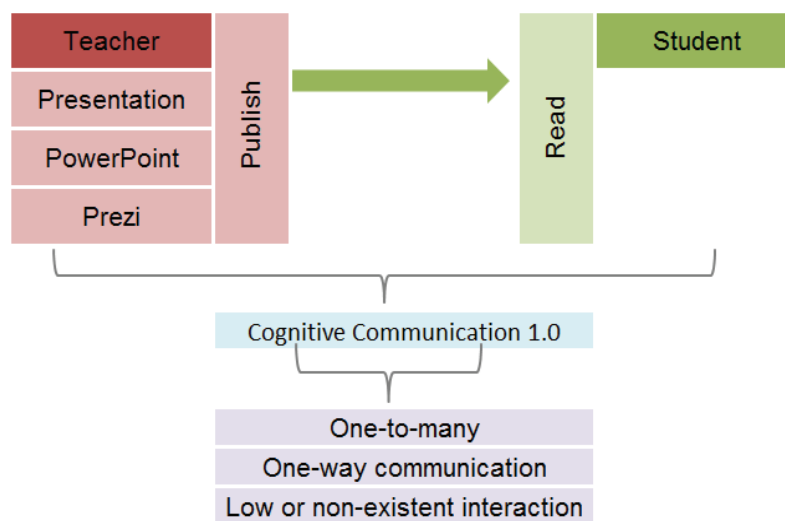 Teacher
Presentation
PowerPoint
Prezi
Publish
Read
Student
Cognitive Communication 1.0
One-to-many
One-way communication
Low or non-existent interaction